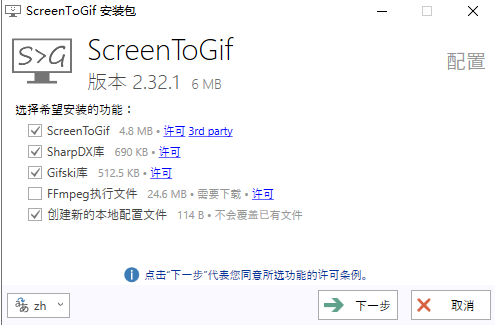 ScreenToGif 安装包
S>G
ScreenToGif
版本 2.32.1 6 MB
配置
选择希望安装的功能：
ScreenToGif 4.8 MB • 许可 3rd party
SharpDX库 690 KB • 许可
Gifski库 512.5 KB • 许可
FFmpeg执行文件 24.6 MB • 需要下载 • 许可
创建新的本地配置文件 114 B • 不会覆盖已有文件
点击“下一步”代表您同意所选功能的许可条例。
zh
下一步
取消